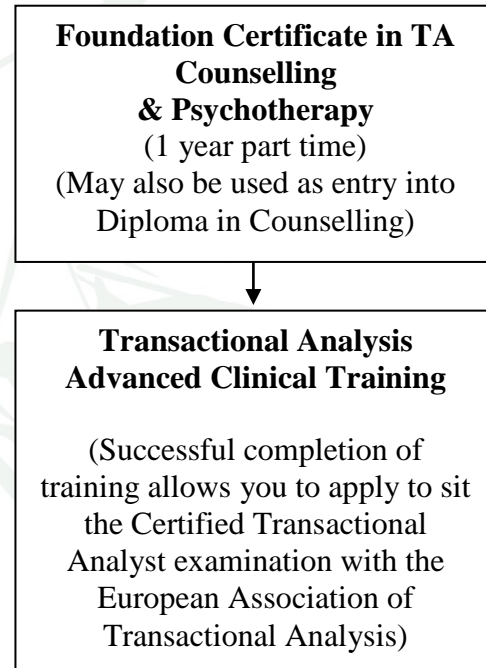 Foundation Certificate in TA
Counselling
& Psychotherapy
(1 year part time)
(May also be used as entry into
Diploma in Counselling)
Transactional Analysis
Advanced Clinical Training
(Successful completion of
training allows you to apply to sit
the Certified Transactional
Analyst examination with the
European Association of
Transactional Analysis)